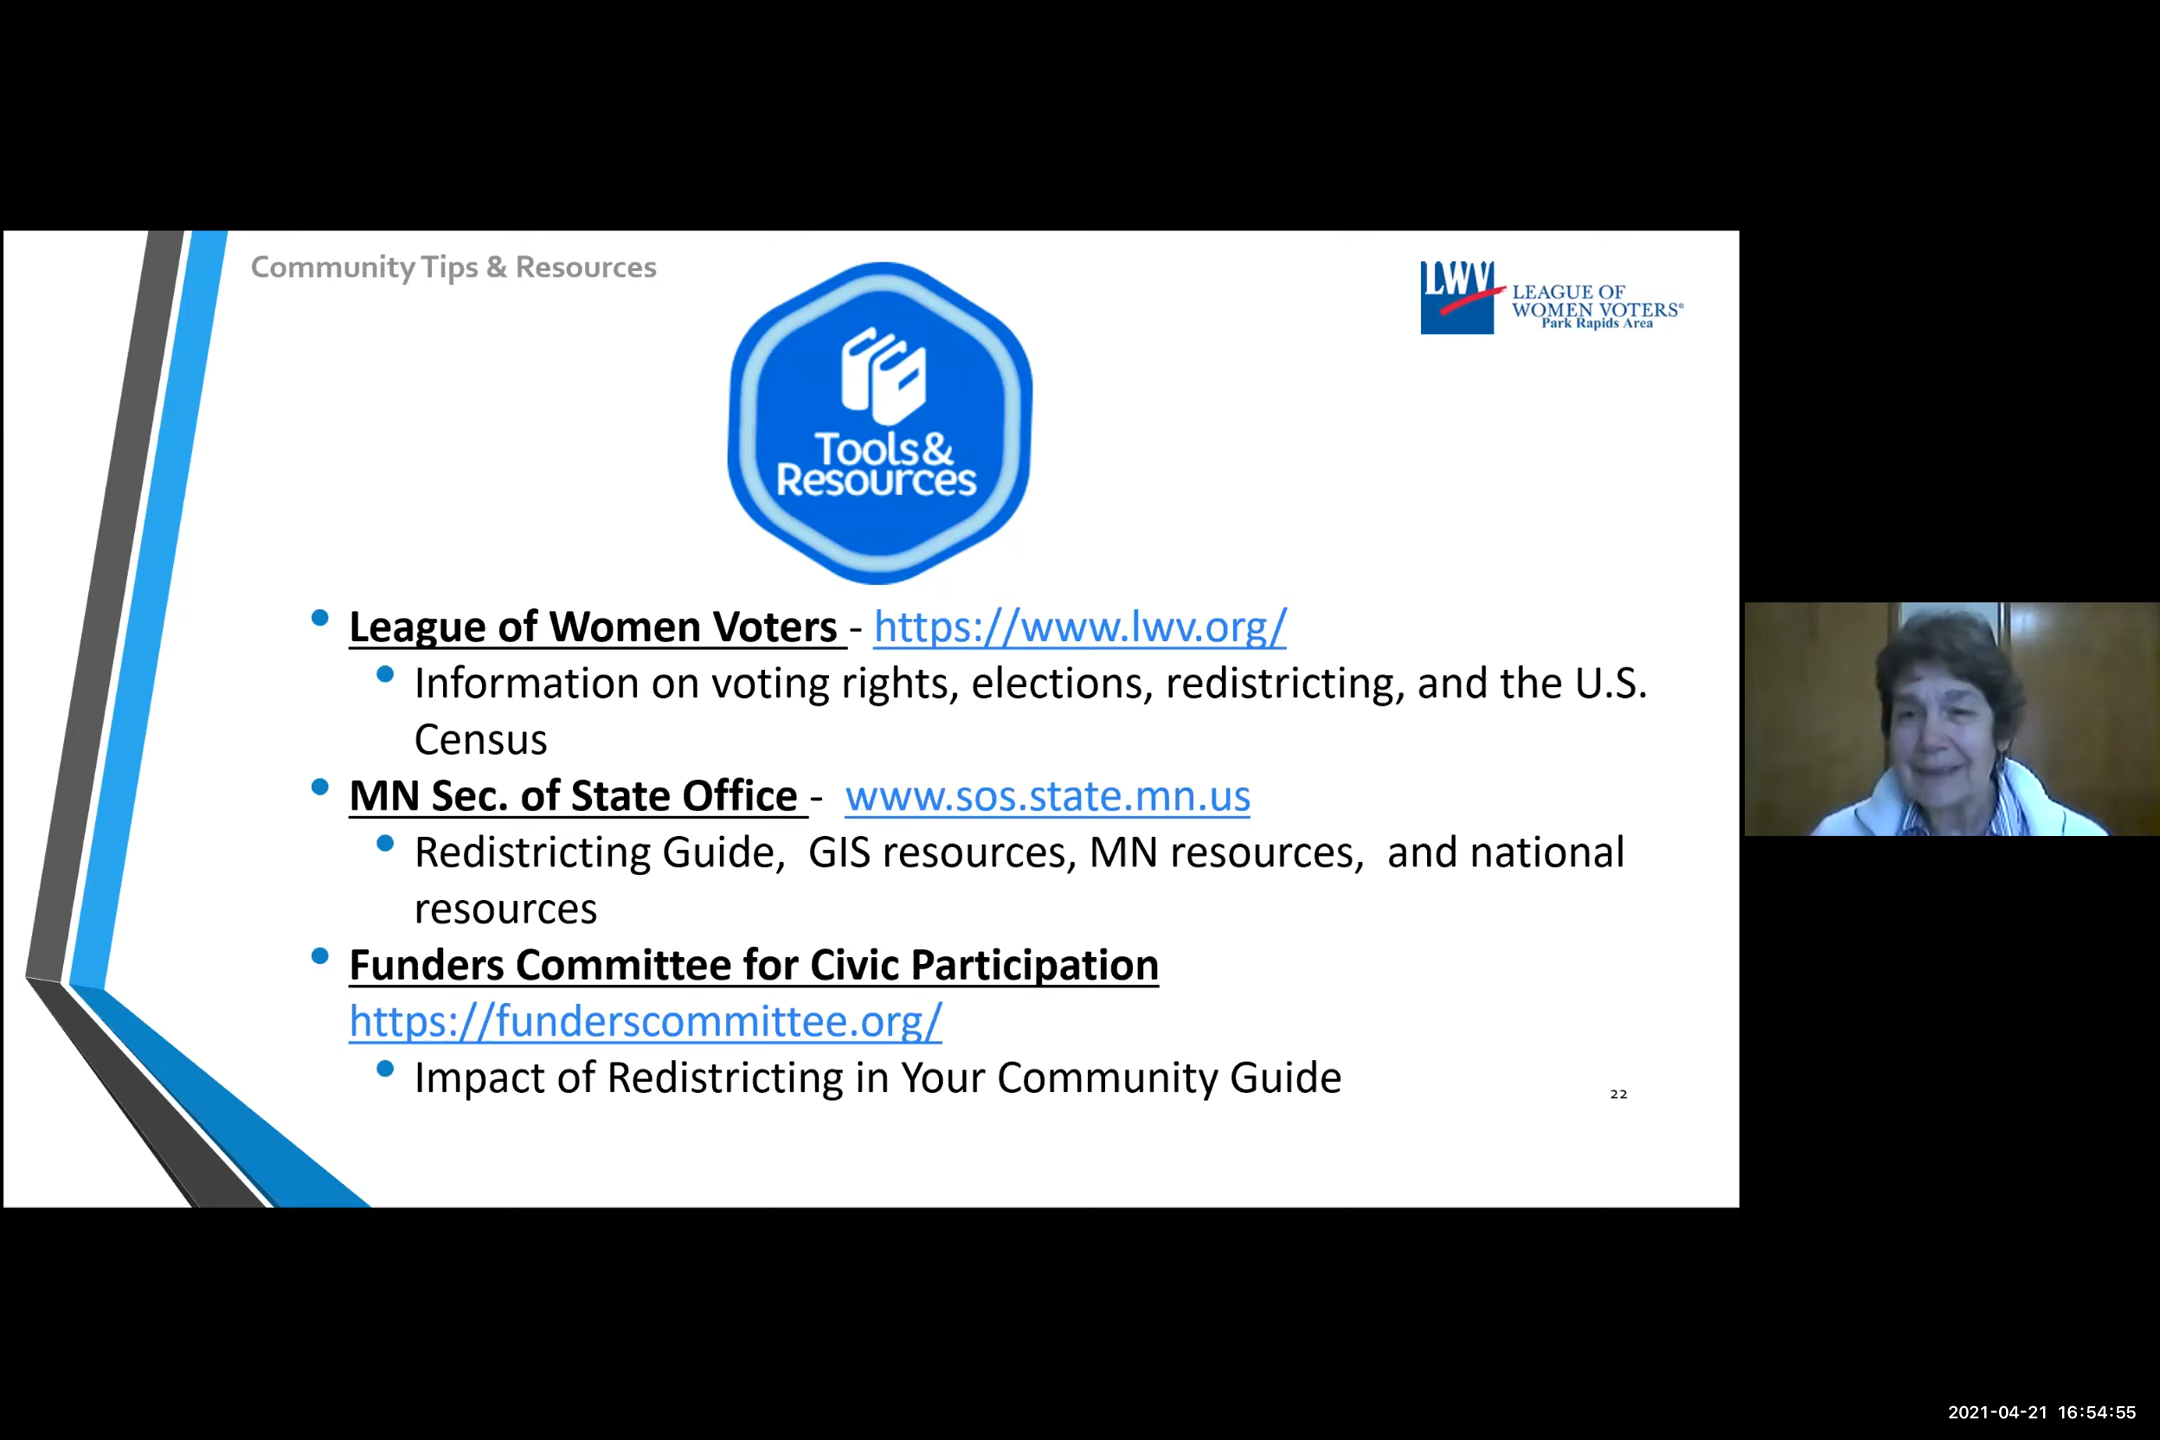 Community Tips & Resources
LWV
LEAGUE OF
WOMEN VOTERS®
Park Rapids Area
Tools&
Resources
• League of Women Voters - https://www.lwv.org/
• Information on voting rights, elections, redistricting, and the U.S.
Census
• MN Sec. of State Office - www.sos.state.mn.us
• Redistricting Guide, GIS resources, MN resources, and national
resources
• Funders Committee for Civic Participation
https://funderscommittee.org/
• Impact of Redistricting in Your Community Guide
22
2021-04-21 16:54:55